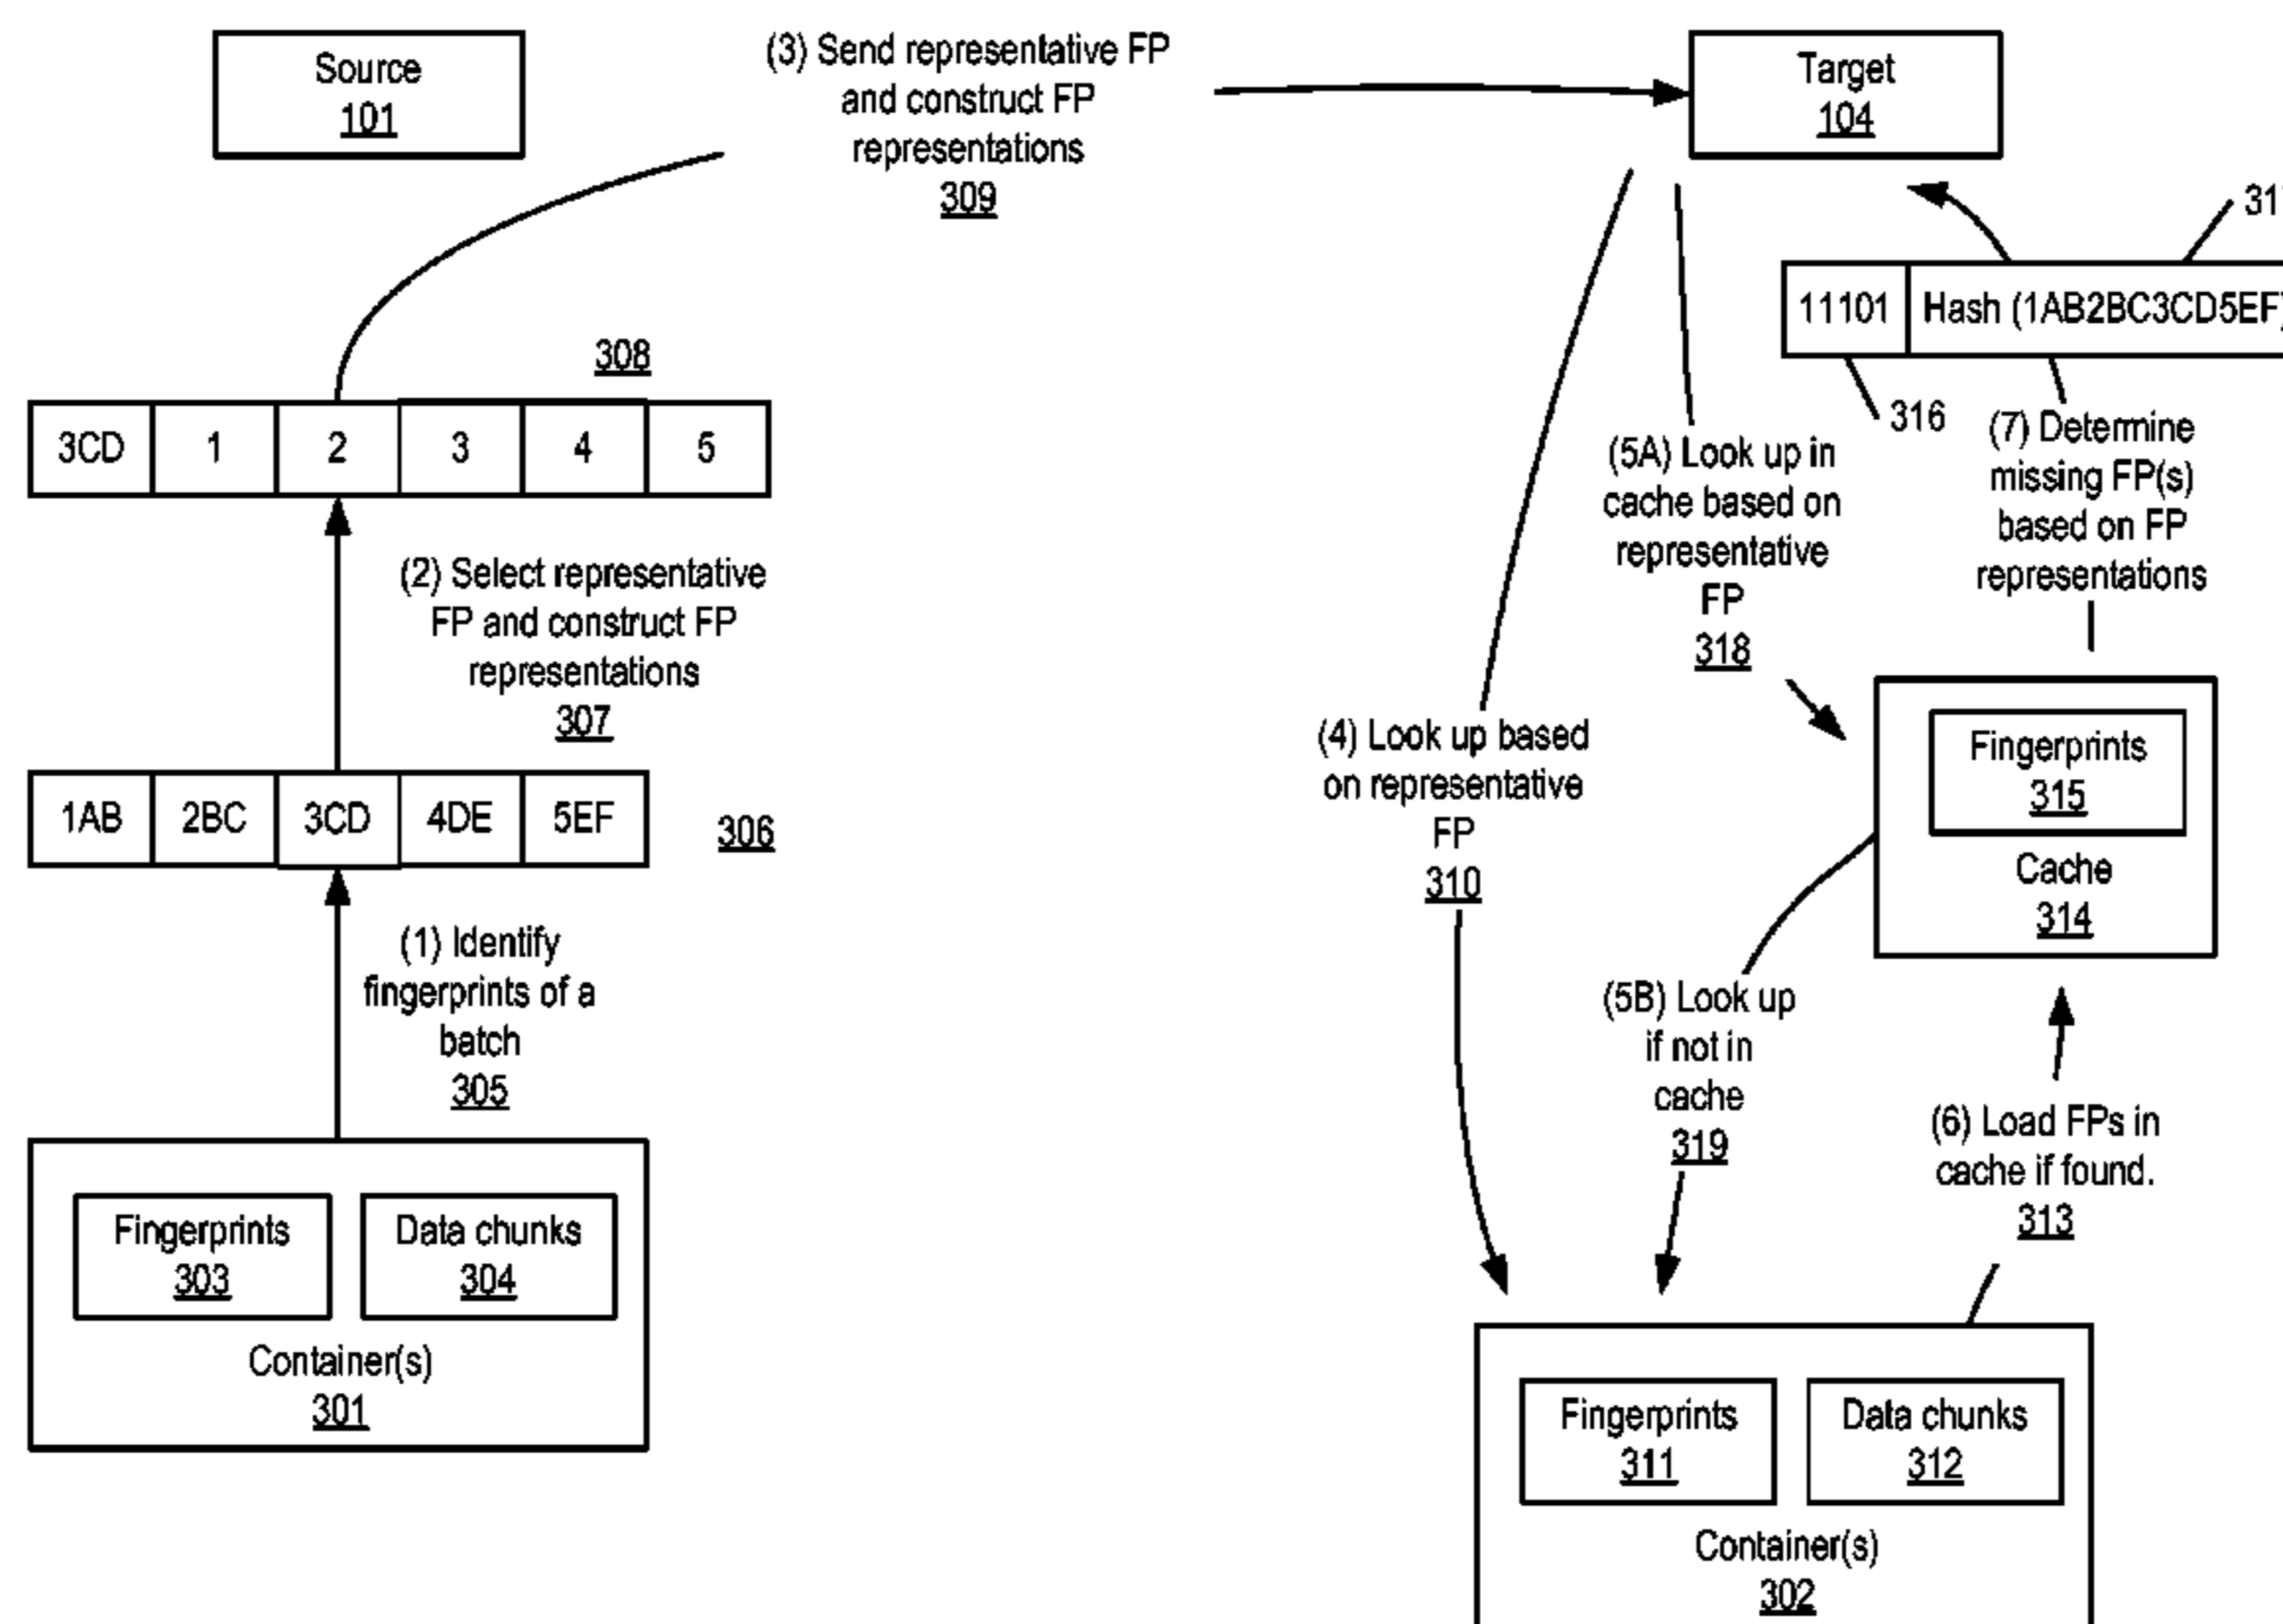 Source
101
(3) Send representative FP
and construct FP
representations
309
Target
104
11101
Hash (1AB2BC3CD5EF)
316
308
3CD 1 2 3 4 5
(2) Select representative
FP and construct FP
representations
307
1AB 2BC 3CD 4DE 5EF
306
(1) Identify
fingerprints of a
batch
305
Fingerprints
303
Data chunks
304
Container(s)
301
(4) Look up based
on representative
FP
310
(5A) Look up in
cache based on
representative
FP
318
(7) Determine
missing FP(s)
based on FP
representations
Fingerprints
315
Cache
314
(5B) Look up
if not in
cache
319
(6) Load FPs in
cache if found.
313
Fingerprints
311
Data chunks
312
Container(s)
302